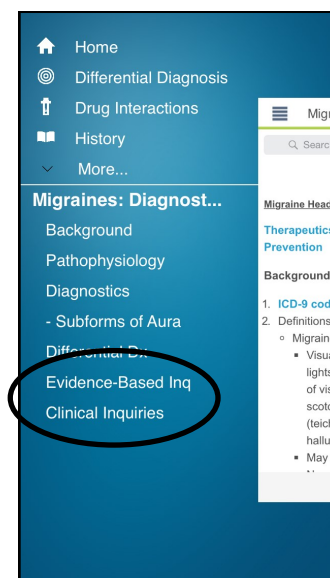 Home
Differential Diagnosis
Drug Interactions
History
More...
Migraines: Diagnost...
Background
Pathophysiology
Diagnostics
- Subforms of Aura
Differential Dx
Evidence-Based Inq
Clinical Inquiries
Migr
Searc
Migraine Head
Therapeutics
Prevention
Background
1. ICD-9 cod
2. Definitions
Migrain
Visua
lights
of vis
scoto
(teich
hallu
May